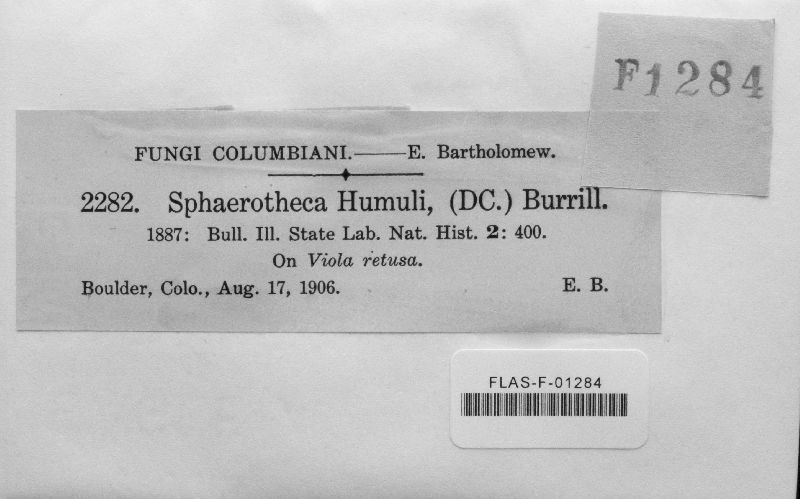 F1284
FUNGI COLUMBIANI.——E. Bartholomew.
2282. Sphaerotheca Humuli, (DC.) Burrill.
1887: Bull. Ill. State Lab. Nat. Hist. 2: 400.
On Viola retusa.
Boulder, Colo., Aug. 17, 1906. E. B.
FLAS-F-01284